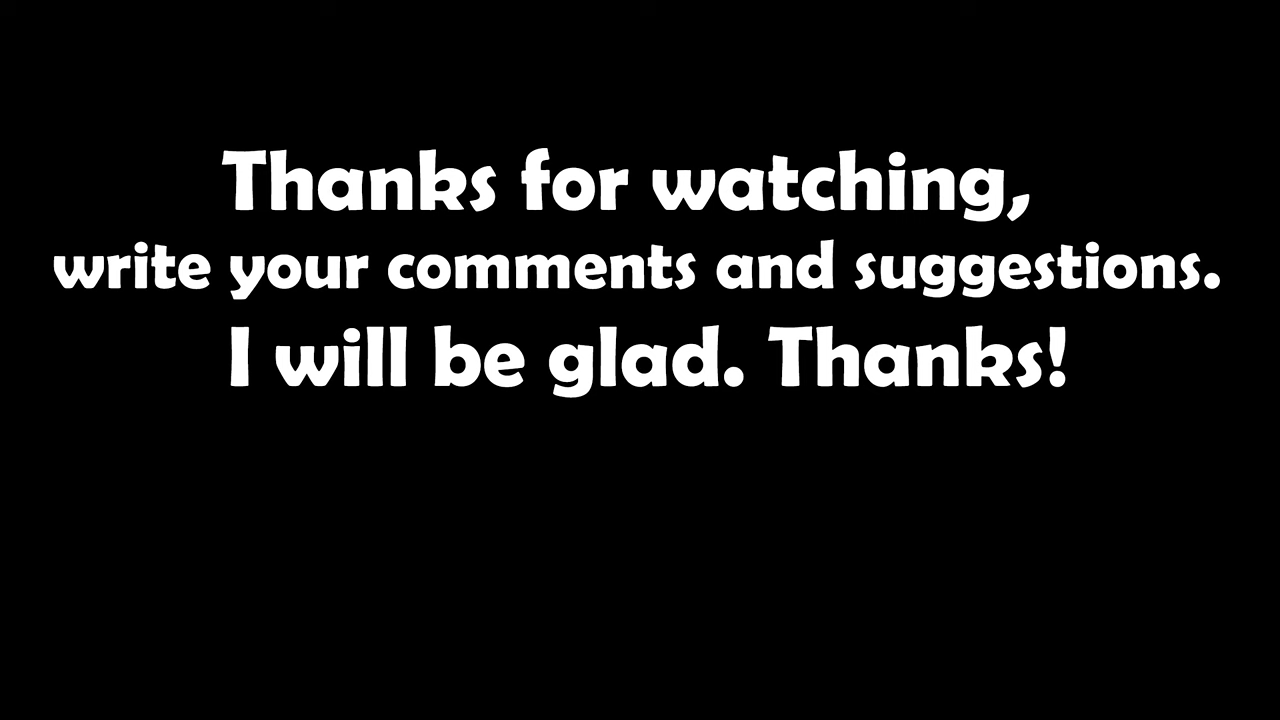 Thanks for watching,
write your comments and suggestions.
I will be glad. Thanks!